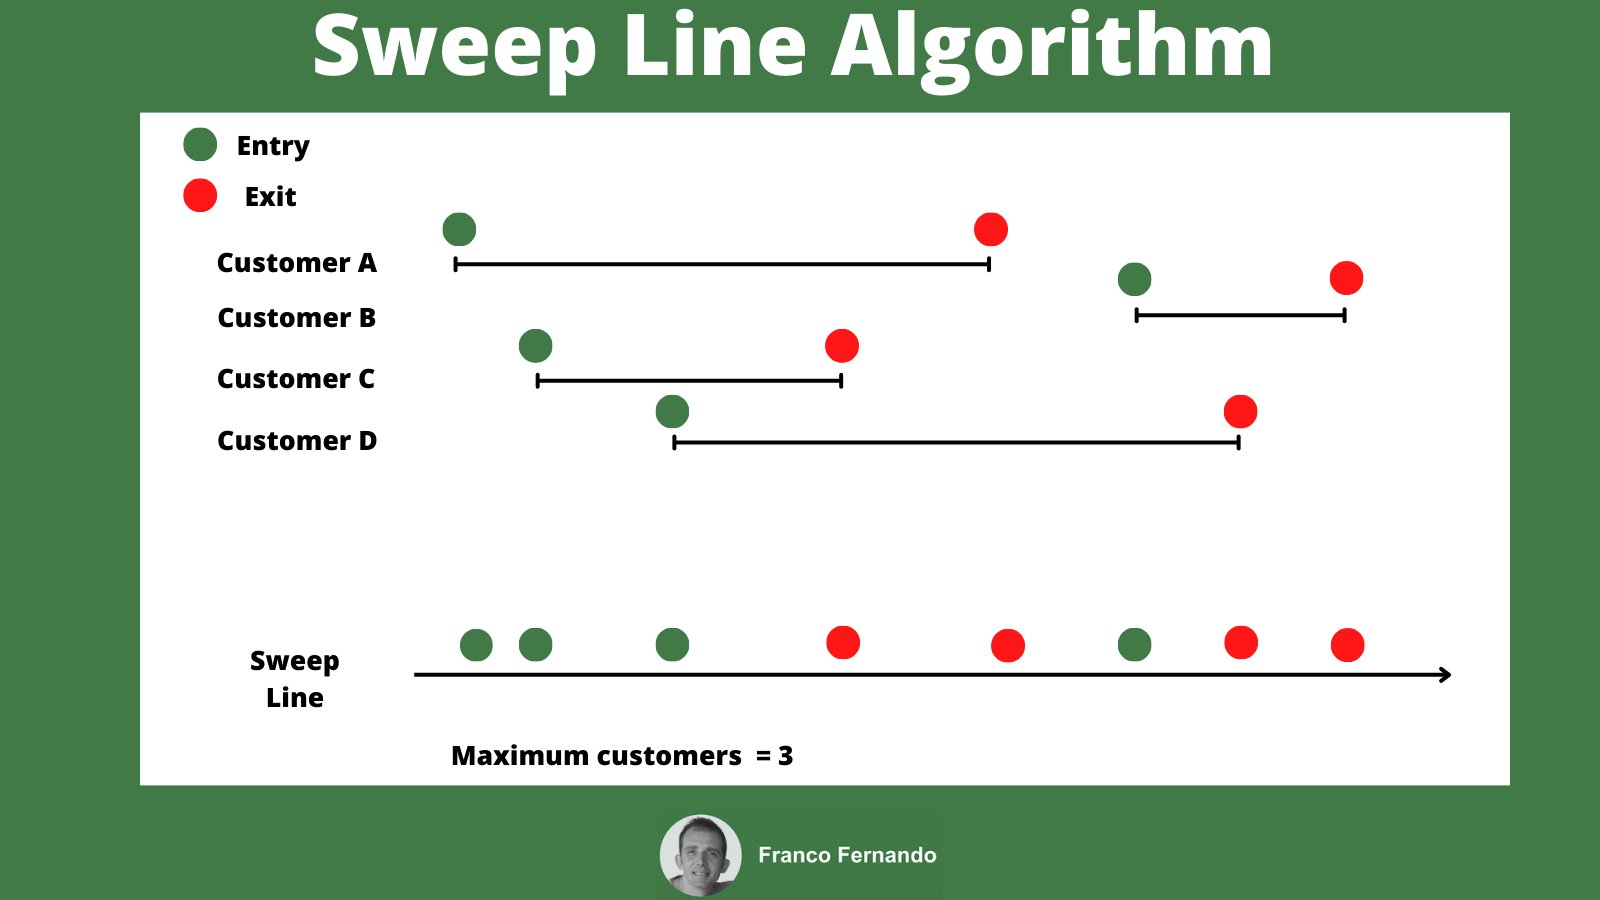 Sweep Line Algorithm
Entry
Exit
Customer A
Customer B
Customer C
Customer D
Sweep
Line
Maximum customers = 3
Franco Fernando